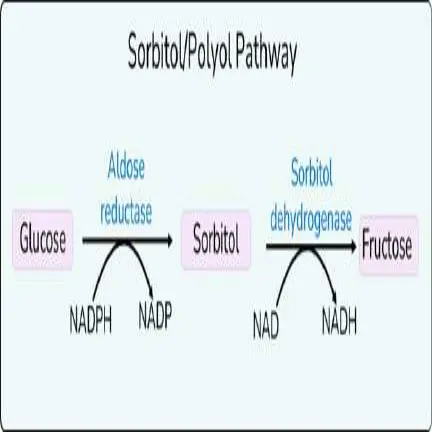 Sorbitol/Polyol Pathway
Aldose
reductase
Sorbitol
dehydrogenase
Glucose
Sorbitol
Fructose
NADPH
NADP
NAD
NADH